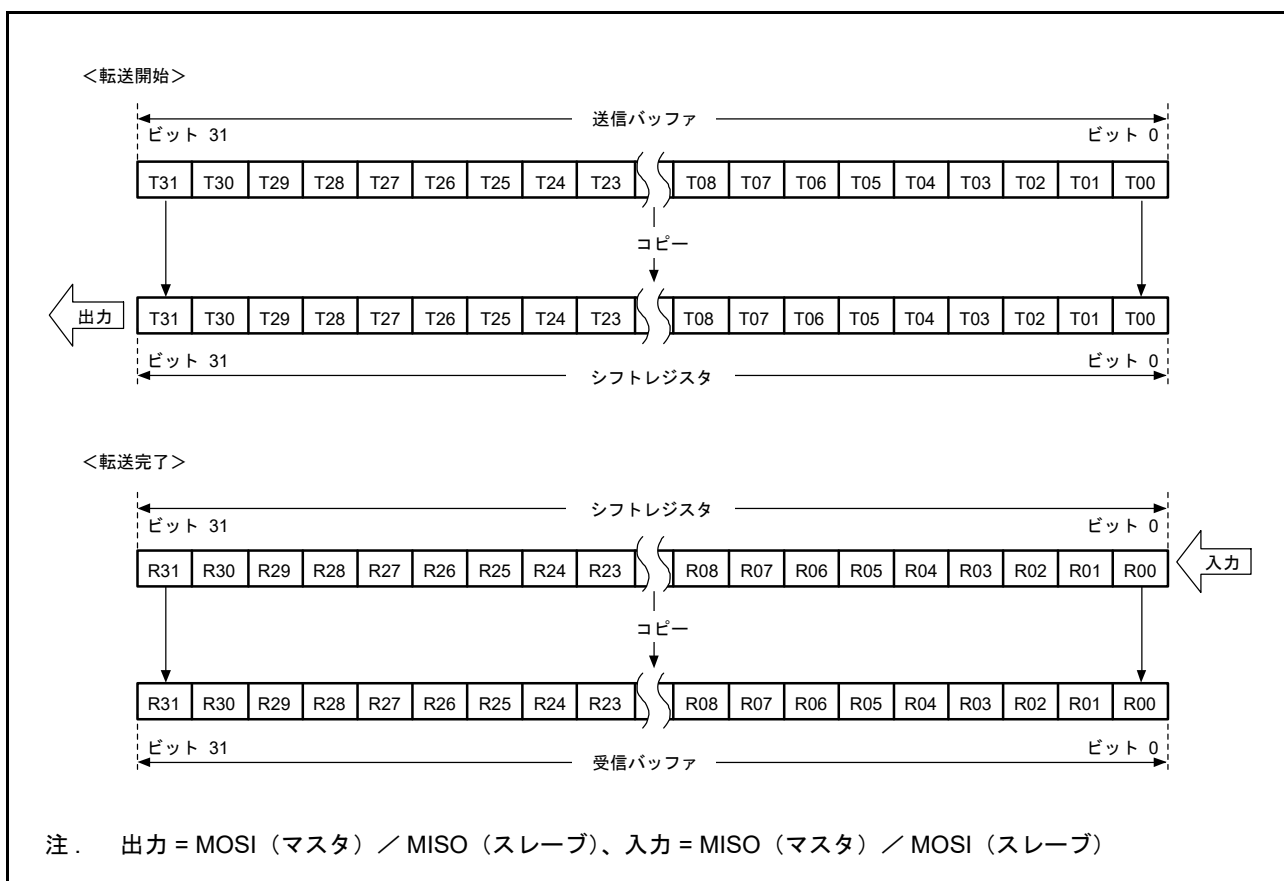 ＜転送開始＞
送信バッファ
ビット 31 ビット 0
T31 T30 T29 T28 T27 T26 T25 T24 T23 T08 T07 T06 T05 T04 T03 T02 T01 T00
コピー
出力 T31 T30 T29 T28 T27 T26 T25 T24 T23 T08 T07 T06 T05 T04 T03 T02 T01 T00
ビット 31 ビット 0
シフトレジスタ
＜転送完了＞
シフトレジスタ
ビット 31 ビット 0
R31 R30 R29 R28 R27 R26 R25 R24 R23 R08 R07 R06 R05 R04 R03 R02 R01 R00 入力
コピー
R31 R30 R29 R28 R27 R26 R25 R24 R23 R08 R07 R06 R05 R04 R03 R02 R01 R00
ビット 31 ビット 0
受信バッファ
注． 出力 = MOSI（マスタ）／ MISO（スレーブ）、入力 = MISO（マスタ）／ MOSI（スレーブ）